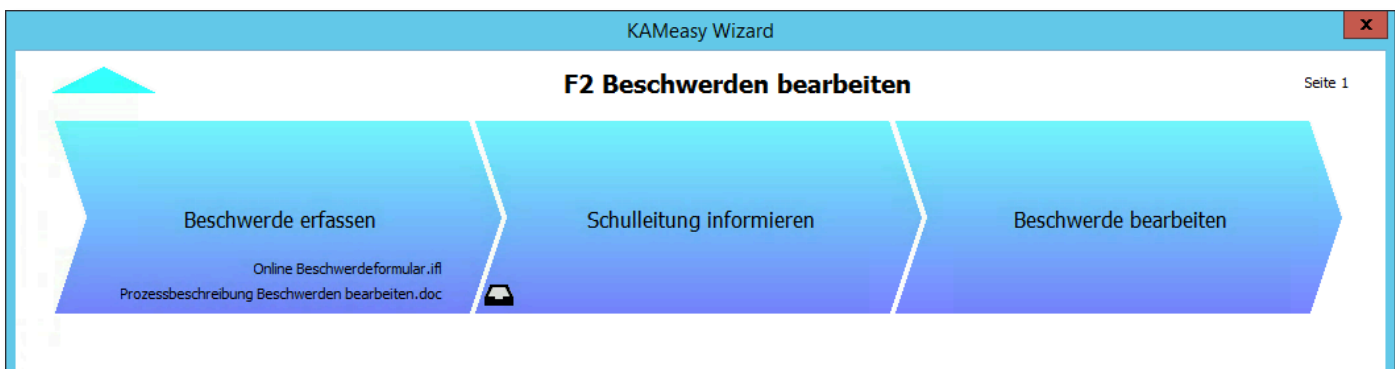 KAMeasy Wizard
x
F2 Beschwerden bearbeiten
Seite 1
Beschwerde erfassen
Schulleitung informieren
Beschwerde bearbeiten
Online Beschwerdeformular.ifl
Prozessbeschreibung Beschwerden bearbeiten.doc